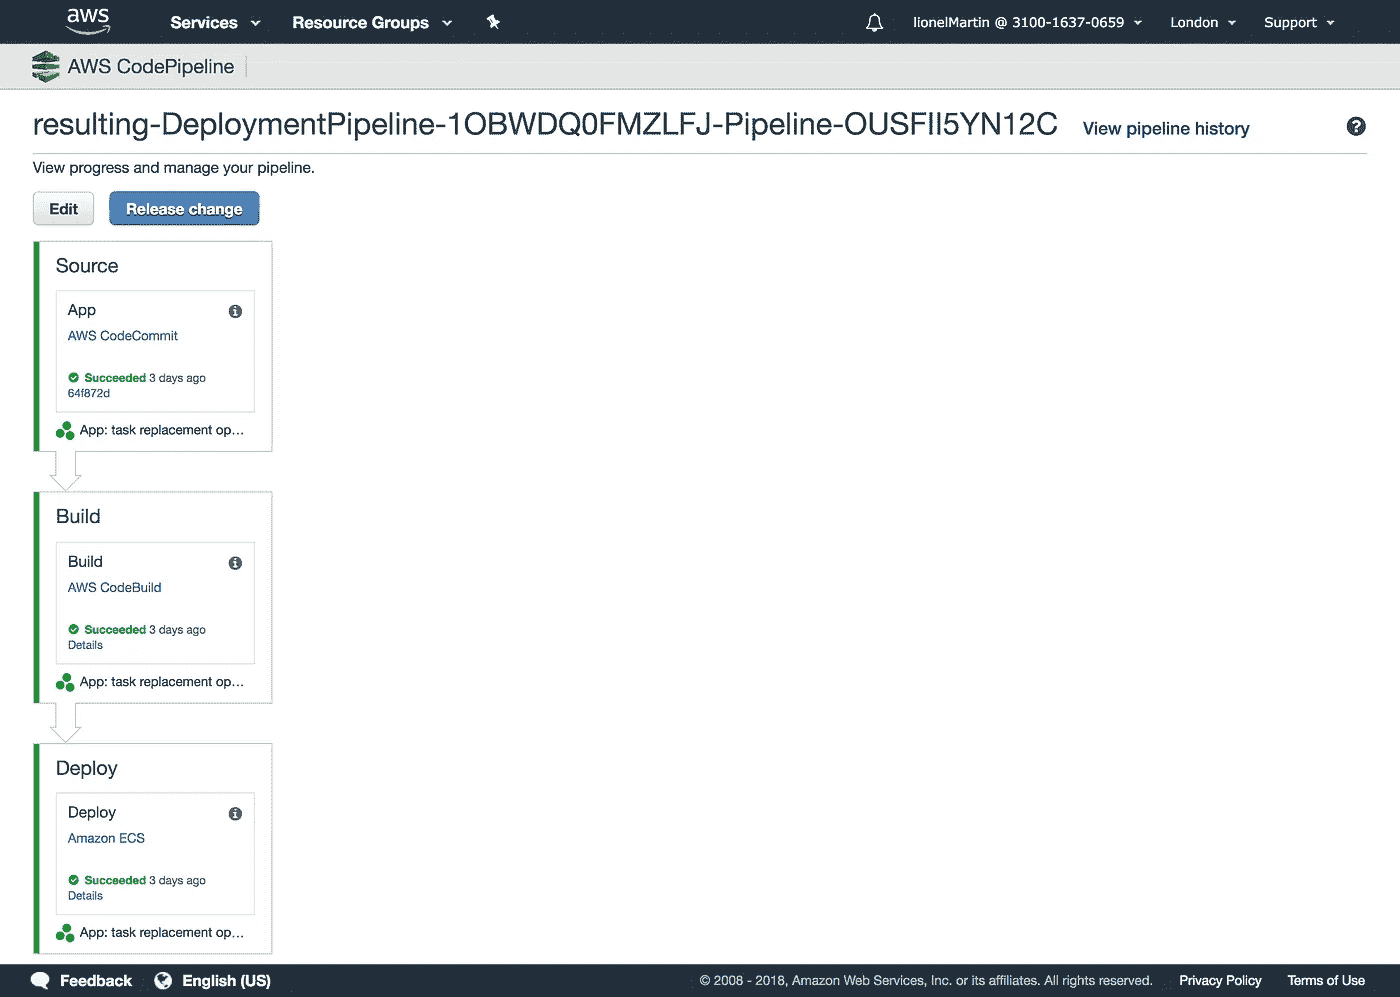 aws Services Resource Groups lionelMartin @ 3100-1637-0659 London Support
AWS CodePipeline
resulting-DeploymentPipeline-1OBWDQ0FMZLFJ-Pipeline-OUSFII5YN12C View pipeline history
View progress and manage your pipeline.
Edit Release change
Source
App
AWS CodeCommit
Succeeded 3 days ago
64f872d
App: task replacement op...
Build
Build
AWS CodeBuild
Succeeded 3 days ago
Details
App: task replacement op...
Deploy
Deploy
Amazon ECS
Succeeded 3 days ago
Details
App: task replacement op...
Feedback English (US) © 2008 - 2018, Amazon Web Services, Inc. or its affiliates. All rights reserved. Privacy Policy Terms of Use